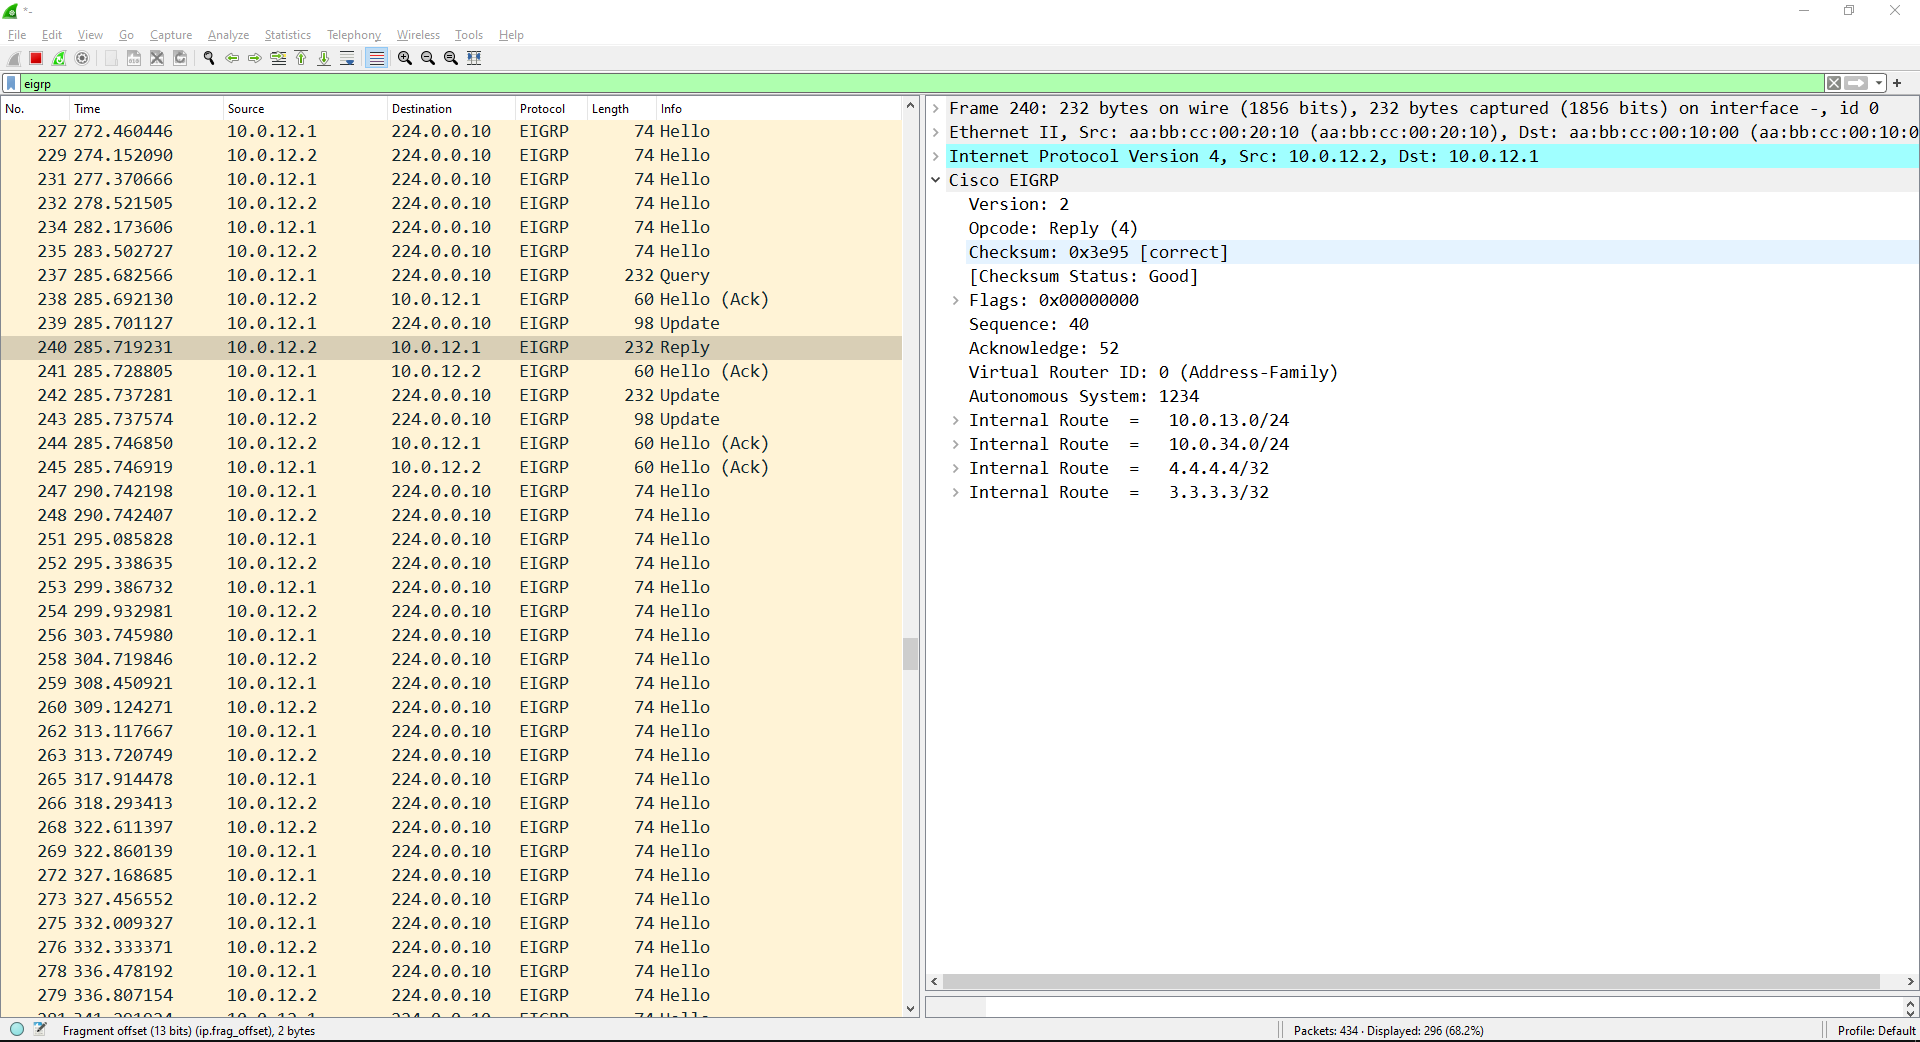 *-
File Edit View Go Capture Analyze Statistics Telephony Wireless Tools Help
eigrp
No. Time Source Destination Protocol Length Info
227 272.460446 10.0.12.1 224.0.0.10 EIGRP 74 Hello
229 274.152090 10.0.12.2 224.0.0.10 EIGRP 74 Hello
231 277.370666 10.0.12.1 224.0.0.10 EIGRP 74 Hello
232 278.521505 10.0.12.2 224.0.0.10 EIGRP 74 Hello
234 282.173606 10.0.12.1 224.0.0.10 EIGRP 74 Hello
235 283.502727 10.0.12.2 224.0.0.10 EIGRP 74 Hello
237 285.682566 10.0.12.1 224.0.0.10 EIGRP 232 Query
238 285.692130 10.0.12.2 10.0.12.1 EIGRP 60 Hello (Ack)
239 285.701127 10.0.12.1 224.0.0.10 EIGRP 98 Update
240 285.719231 10.0.12.2 10.0.12.1 EIGRP 232 Reply
241 285.728805 10.0.12.1 10.0.12.2 EIGRP 60 Hello (Ack)
242 285.737281 10.0.12.1 224.0.0.10 EIGRP 232 Update
243 285.737574 10.0.12.2 224.0.0.10 EIGRP 98 Update
244 285.746850 10.0.12.2 10.0.12.1 EIGRP 60 Hello (Ack)
245 285.746919 10.0.12.1 10.0.12.2 EIGRP 60 Hello (Ack)
247 290.742198 10.0.12.1 224.0.0.10 EIGRP 74 Hello
248 290.742407 10.0.12.2 224.0.0.10 EIGRP 74 Hello
251 295.085828 10.0.12.1 224.0.0.10 EIGRP 74 Hello
252 295.338635 10.0.12.2 224.0.0.10 EIGRP 74 Hello
253 299.386732 10.0.12.1 224.0.0.10 EIGRP 74 Hello
254 299.932981 10.0.12.2 224.0.0.10 EIGRP 74 Hello
256 303.745980 10.0.12.1 224.0.0.10 EIGRP 74 Hello
258 304.719846 10.0.12.2 224.0.0.10 EIGRP 74 Hello
259 308.450921 10.0.12.1 224.0.0.10 EIGRP 74 Hello
260 309.124271 10.0.12.2 224.0.0.10 EIGRP 74 Hello
262 313.117667 10.0.12.1 224.0.0.10 EIGRP 74 Hello
263 313.720749 10.0.12.2 224.0.0.10 EIGRP 74 Hello
265 317.914478 10.0.12.1 224.0.0.10 EIGRP 74 Hello
266 318.293413 10.0.12.2 224.0.0.10 EIGRP 74 Hello
268 322.611397 10.0.12.2 224.0.0.10 EIGRP 74 Hello
269 322.860139 10.0.12.1 224.0.0.10 EIGRP 74 Hello
272 327.168685 10.0.12.1 224.0.0.10 EIGRP 74 Hello
273 327.456552 10.0.12.2 224.0.0.10 EIGRP 74 Hello
275 332.009327 10.0.12.1 224.0.0.10 EIGRP 74 Hello
276 332.333371 10.0.12.2 224.0.0.10 EIGRP 74 Hello
278 336.478192 10.0.12.1 224.0.0.10 EIGRP 74 Hello
279 336.807154 10.0.12.2 224.0.0.10 EIGRP 74 Hello
Frame 240: 232 bytes on wire (1856 bits), 232 bytes captured (1856 bits) on interface -, id 0
Ethernet II, Src: aa:bb:cc:00:20:10 (aa:bb:cc:00:20:10), Dst: aa:bb:cc:00:10:00 (aa:bb:cc:00:10:0
Internet Protocol Version 4, Src: 10.0.12.2, Dst: 10.0.12.1
Cisco EIGRP
Version: 2
Opcode: Reply (4)
Checksum: 0x3e95 [correct]
[Checksum Status: Good]
Flags: 0x00000000
Sequence: 40
Acknowledge: 52
Virtual Router ID: 0 (Address-Family)
Autonomous System: 1234
Internal Route = 10.0.13.0/24
Internal Route = 10.0.34.0/24
Internal Route = 4.4.4.4/32
Internal Route = 3.3.3.3/32
Fragment offset (13 bits) (ip.frag_offset), 2 bytes
Packets: 434 · Displayed: 296 (68.2%)
Profile: Default